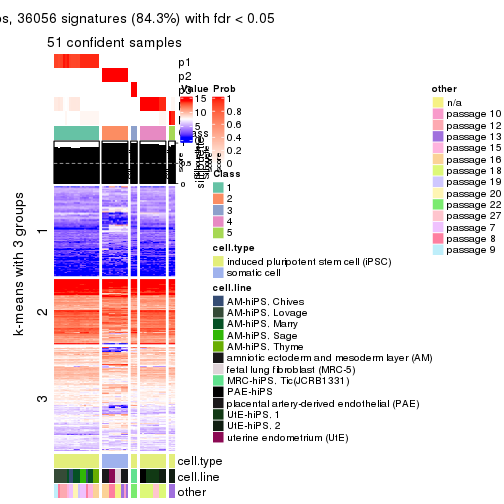 os, 36056 signatures (84.3%) with fdr < 0.05
51 confident samples
p1
p2
Value
15
10
5
0
Prob
1
0.8
0.6
0.4
0.2
0
Class
1
2
3
4
5
cell.type
induced pluripotent stem cell (iPSC)
somatic cell
cell.line
AM-hiPS. Chives
AM-hiPS. Lovage
AM-hiPS. Marry
AM-hiPS. Sage
AM-hiPS. Thyme
amniotic ectoderm and mesoderm layer (AM)
fetal lung fibroblast (MRC-5)
MRC-hiPS. Tic(JCRB1331)
PAE-hiPS
placental artery-derived endothelial (PAE)
UtE-hiPS. 1
UtE-hiPS. 2
uterine endometrium (UtE)
other
n/a
passage 10
passage 12
passage 13
passage 15
passage 16
passage 18
passage 19
passage 20
passage 22
passage 27
passage 7
passage 8
passage 9
k-means with 3 groups
1
2
3
cell.type
cell.line
other